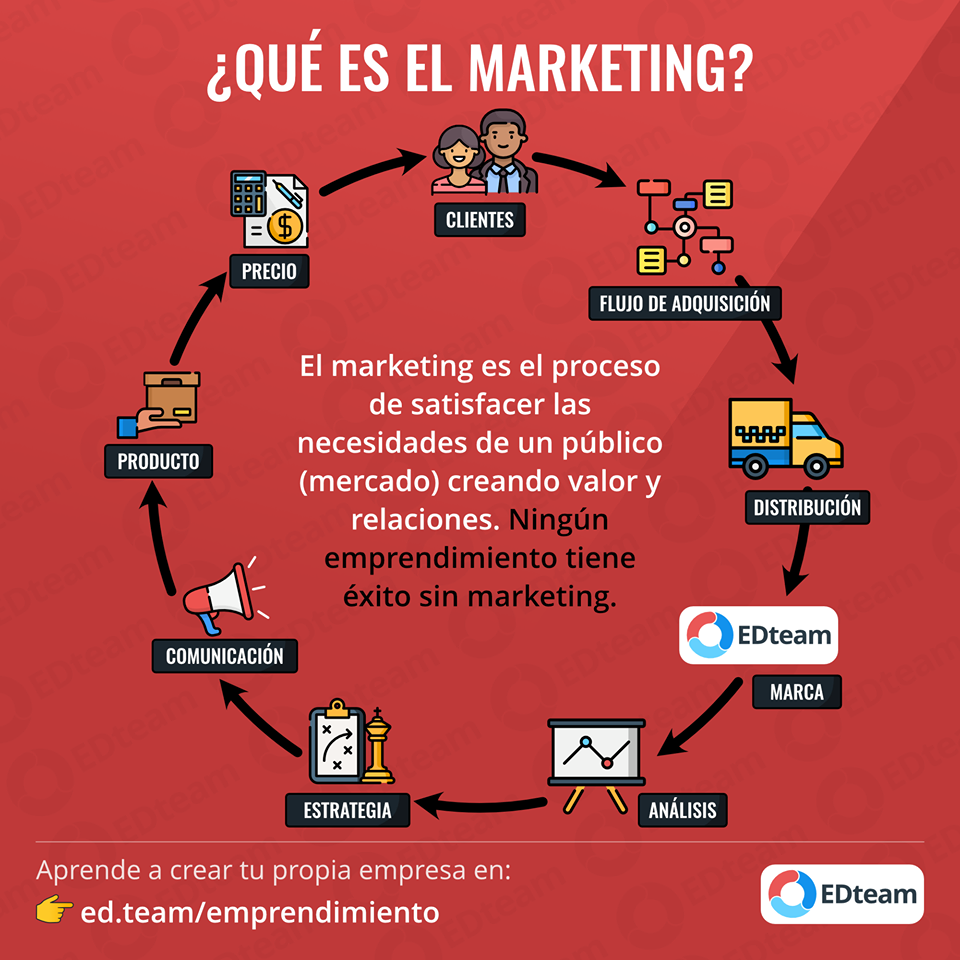 ¿QUÉ ES EL MARKETING?
CLIENTES
FLUJO DE ADQUISICIÓN
DISTRIBUCIÓN
EDteam
MARCA
ANÁLISIS
ESTRATEGIA
COMUNICACIÓN
PRODUCTO
PRECIO
El marketing es el proceso
de satisfacer las
necesidades de un público
(mercado) creando valor y
relaciones. Ningún
emprendimiento tiene
éxito sin marketing.
Aprende a crear tu propia empresa en:
ed.team/emprendimiento
EDteam